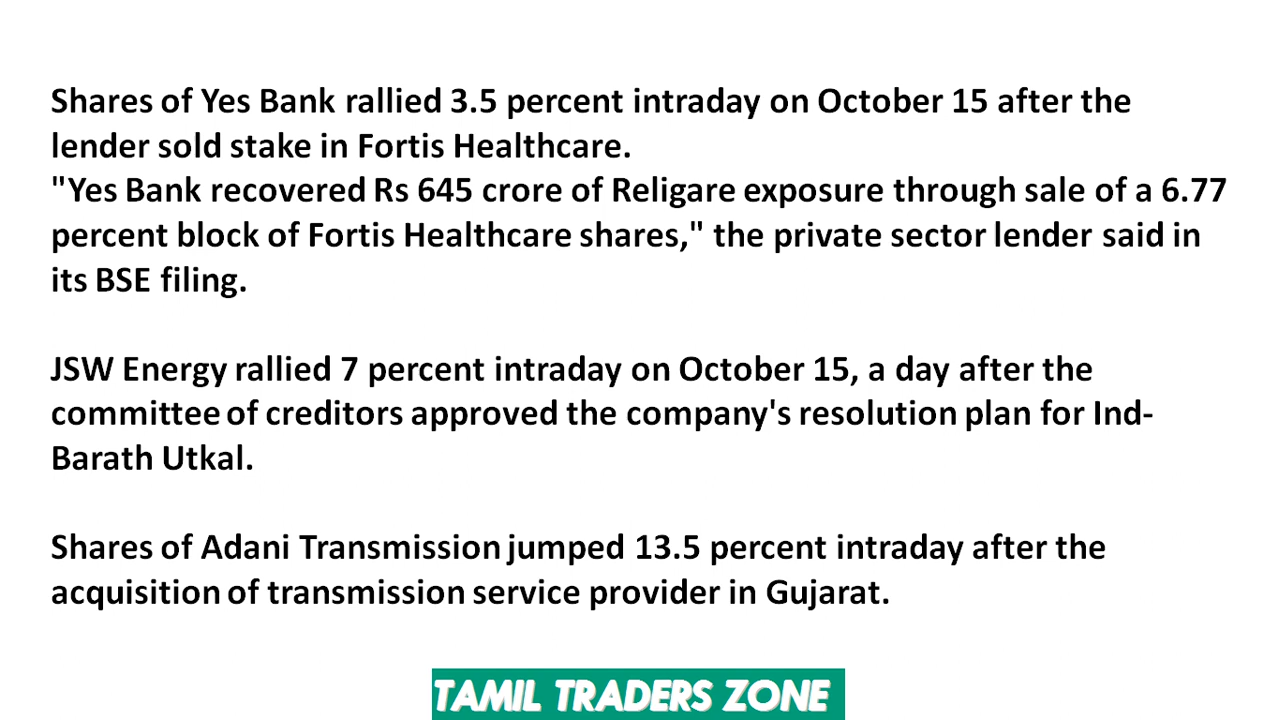 Shares of Yes Bank rallied 3.5 percent intraday on October 15 after the
lender sold stake in Fortis Healthcare.
"Yes Bank recovered Rs 645 crore of Religare exposure through sale of a 6.77
percent block of Fortis Healthcare shares," the private sector lender said in
its BSE filing.
JSW Energy rallied 7 percent intraday on October 15, a day after the
committee of creditors approved the company's resolution plan for Ind-
Barath Utkal.
Shares of Adani Transmission jumped 13.5 percent intraday after the
acquisition of transmission service provider in Gujarat.
TAMIL TRADERS ZONE